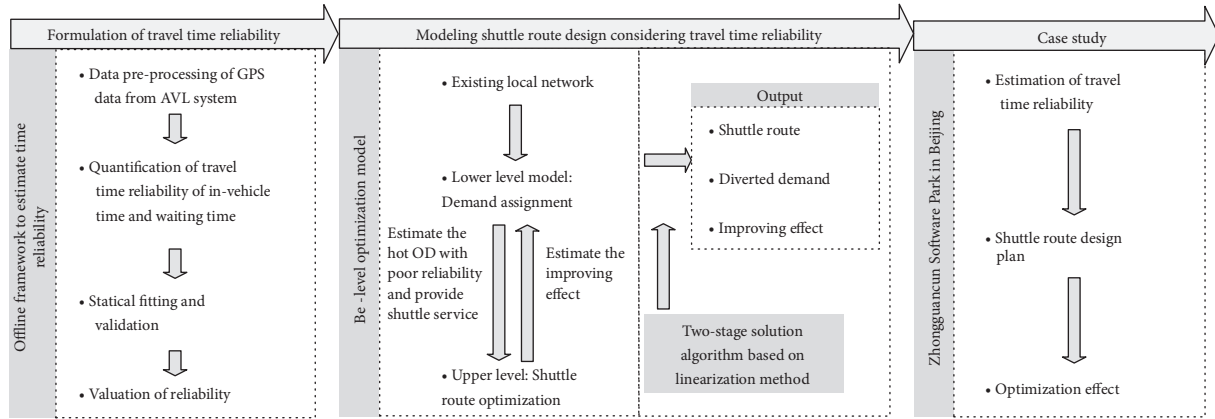 Formulation of travel time reliability
Offline framework to estimate time
reliability
• Data pre-processing of GPS
data from AVL system
• Quantification of travel
time reliability of in-vehicle
time and waiting time
• Statical fitting and
validation
• Valuation of reliability
Modeling shuttle route design considering travel time reliability
Be -level optimization model
• Existing local network
• Lower level model:
Demand assignment
Estimate the
hot OD with
poor reliability
and provide
shuttle service
Estimate the
improving
effect
• Upper level: Shuttle
route optimization
Output
• Shuttle route
• Diverted demand
• Improving effect
Two-stage solution
algorithm based on
linearization method
Case study
Zhongguancun Software Park in Beijing
• Estimation of travel
time reliability
• Shuttle route design
plan
• Optimization effect